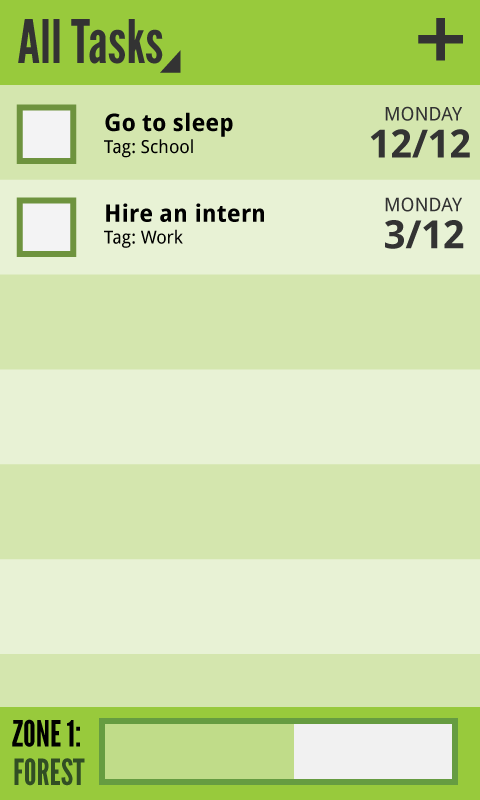 All Tasks
Go to sleep
Tag: School
MONDAY
12/12
Hire an intern
Tag: Work
MONDAY
3/12
ZONE 1:
FOREST